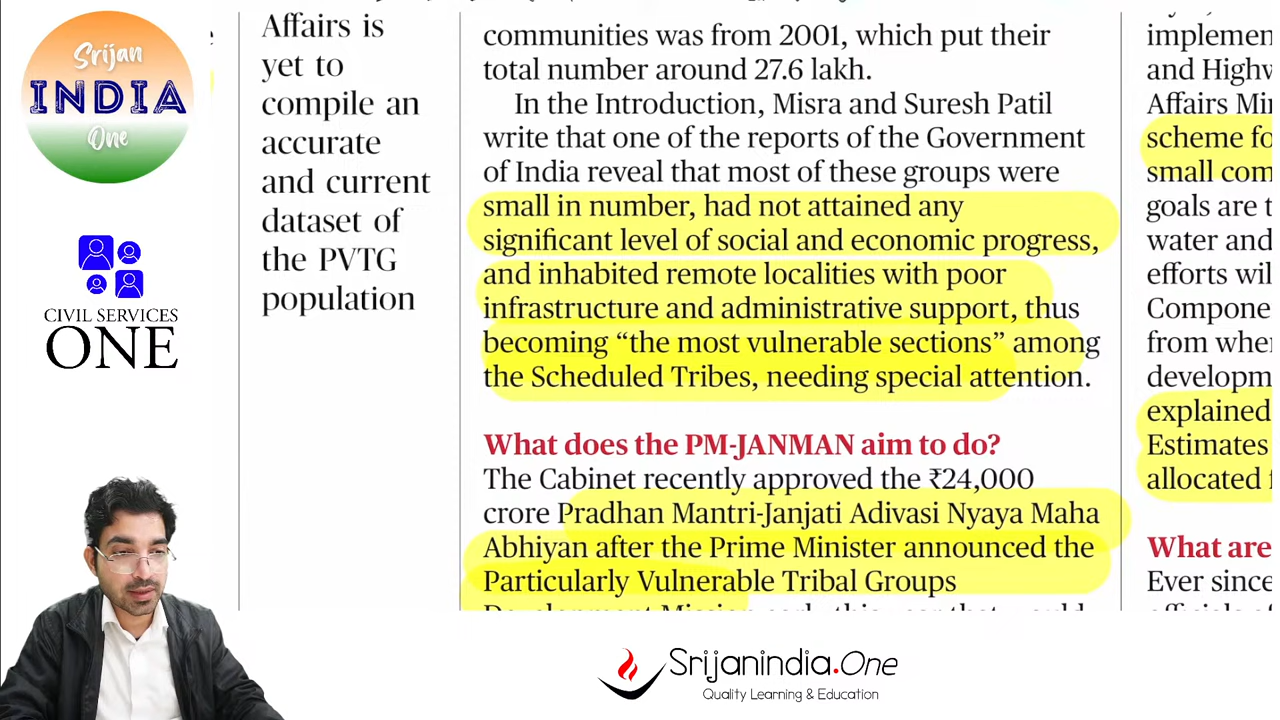 Srijan
INDIA
One
CIVIL SERVICES
ONE
Affairs is
yet to
compile an
accurate
and current
dataset of
the PVTG
population
communities was from 2001, which put their
total number around 27.6 lakh.
In the Introduction, Misra and Suresh Patil
write that one of the reports of the Government
of India reveal that most of these groups were
small in number, had not attained any
significant level of social and economic progress,
and inhabited remote localities with poor
infrastructure and administrative support, thus
becoming “the most vulnerable sections” among
the Scheduled Tribes, needing special attention.
What does the PM-JANMAN aim to do?
The Cabinet recently approved the ₹24,000
crore Pradhan Mantri-Janjati Adivasi Nyaya Maha
Abhiyan after the Prime Minister announced the
Particularly Vulnerable Tribal Groups
implemen
and Highw
Affairs Mi
scheme fo
small com
goals are t
water and
efforts wil
Compone
from whe
developm
explained
Estimates
allocated
What are
Ever since
Srijanindia.One
Quality Learning & Education